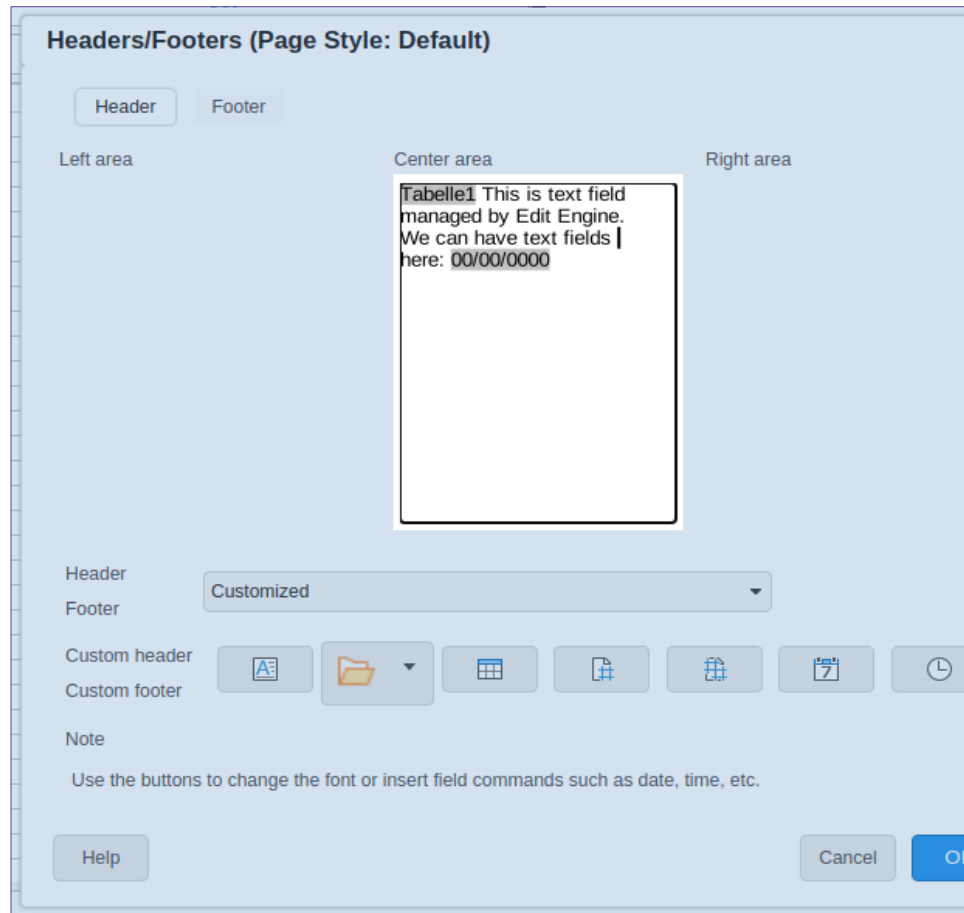 Headers/Footers (Page Style: Default)
Header Footer
Left area Center area Right area
Tabelle1 This is text field
managed by Edit Engine.
We can have text fields
here: 00/00/0000
Header
Footer
Customized
Custom header
Custom footer
A
7
Note
Use the buttons to change the font or insert field commands such as date, time, etc.
Help Cancel